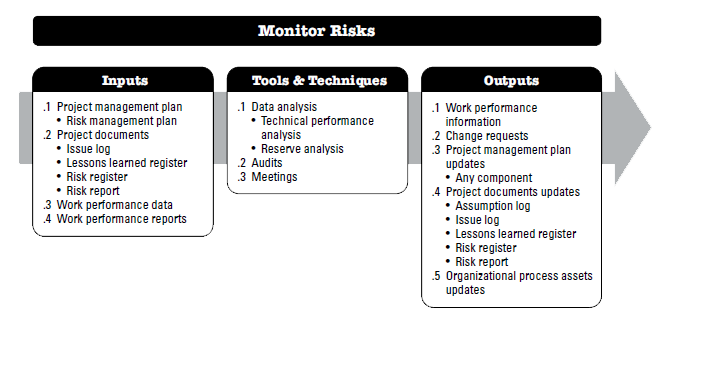 Monitor Risks
Inputs
.1 Project management plan
• Risk management plan
.2 Project documents
• Issue log
• Lessons learned register
• Risk register
• Risk report
.3 Work performance data
.4 Work performance reports
Tools & Techniques
.1 Data analysis
• Technical performance
analysis
• Reserve analysis
.2 Audits
.3 Meetings
Outputs
.1 Work performance
information
.2 Change requests
.3 Project management plan
updates
• Any component
.4 Project documents updates
• Assumption log
• Issue log
• Lessons learned register
• Risk register
• Risk report
.5 Organizational process assets
updates